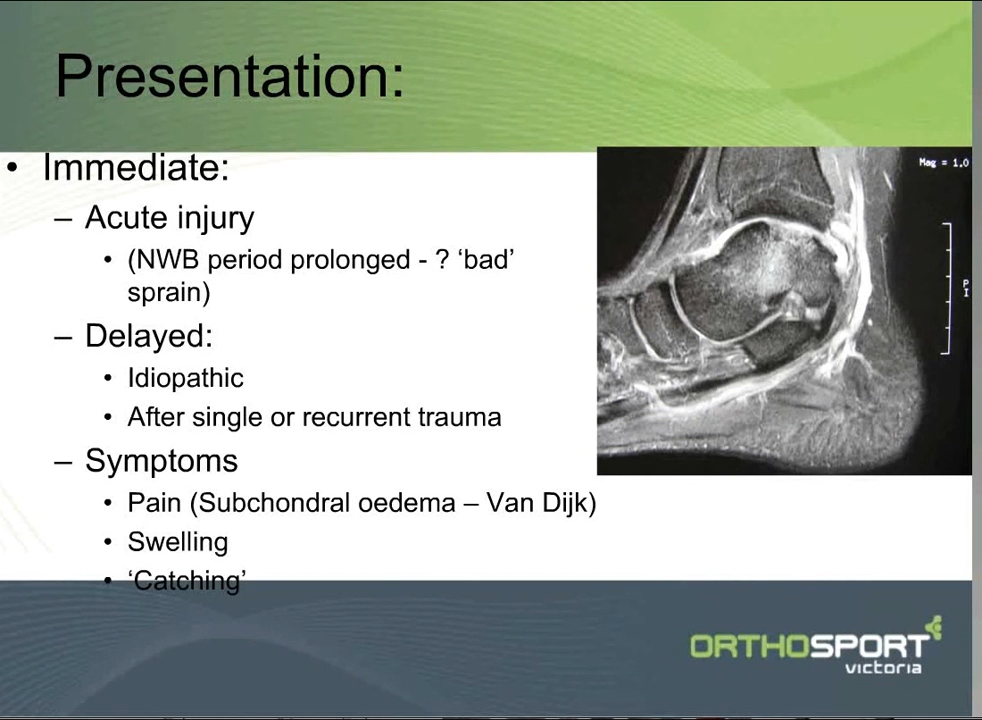 Presentation:
• Immediate:
– Acute injury
• (NWB period prolonged - ? ‘bad’
sprain)
– Delayed:
• Idiopathic
• After single or recurrent trauma
– Symptoms
• Pain (Subchondral oedema – Van Dijk)
• Swelling
• ‘Catching’
Mag = 1.0
P
I
ORTHOSPORT
victoria